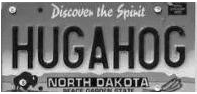 Discover the Spirit
HUGAHOG
NORTH DAKOTA
PEACE GARDEN STATE